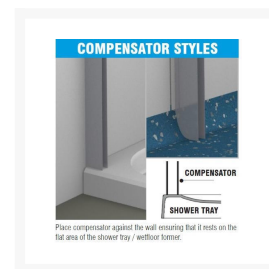 COMPENSATOR STYLES
COMPENSATOR
SHOWER TRAY
Place compensator against the wall ensuring that it rests on the
flat area of the shower tray / wetfloor former.